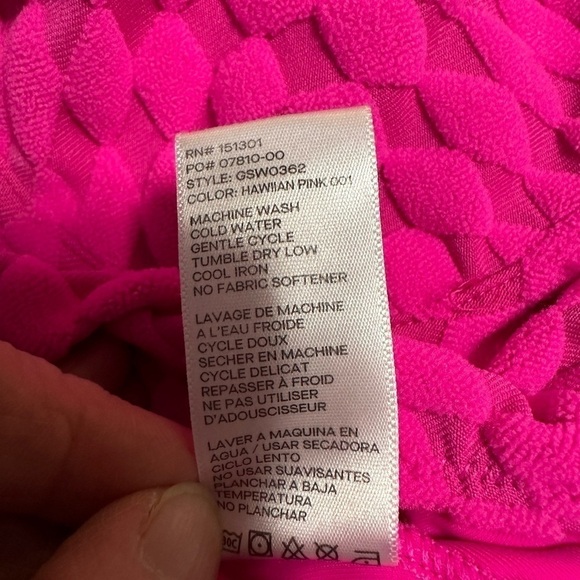 RN# 151301
PO# 07810-00
STYLE: GSW0362
COLOR: HAWIIAN PINK 001
MACHINE WASH
COLD WATER
GENTLE CYCLE
TUMBLE DRY LOW
COOL IRON
NO FABRIC SOFTENER
LAVAGE DE MACHINE
A L'EAU FROIDE
CYCLE DOUX
SECHER EN MACHINE
CYCLE DELICAT
REPASSER À FROID
NE PAS UTILISER
D'ADOUSCISSEUR
LAVER A MAQUINA EN
AGUA / USAR SECADORA
CICLO LENTO
NO USAR SUAVISANTES
PLANCHAR A BAJA
TEMPERATURA
NO PLANCHAR